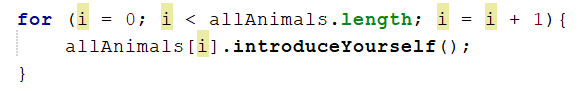 for (i = 0; i < allAnimals.length; i = i + 1){
    allAnimals[i].introduceYourself();
}